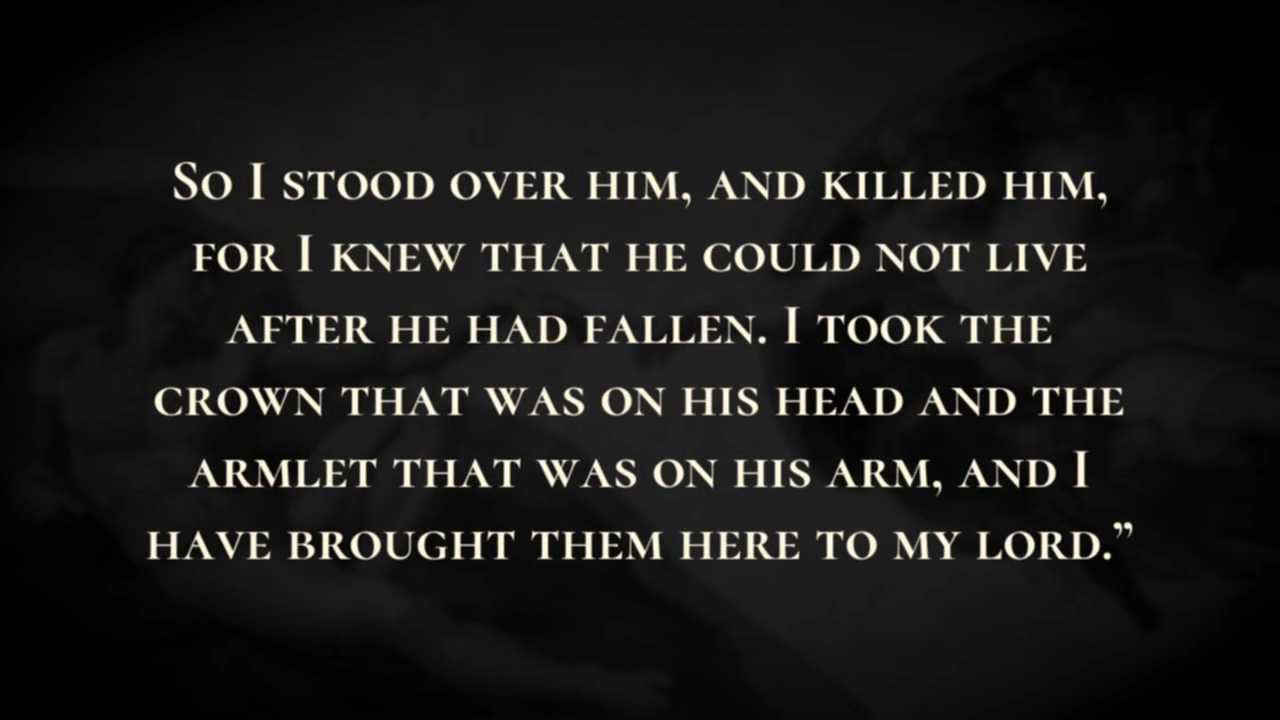 So I stood over him, and killed him,
for I knew that he could not live
after he had fallen. I took the
crown that was on his head and the
armlet that was on his arm, and I
have brought them here to my lord.”